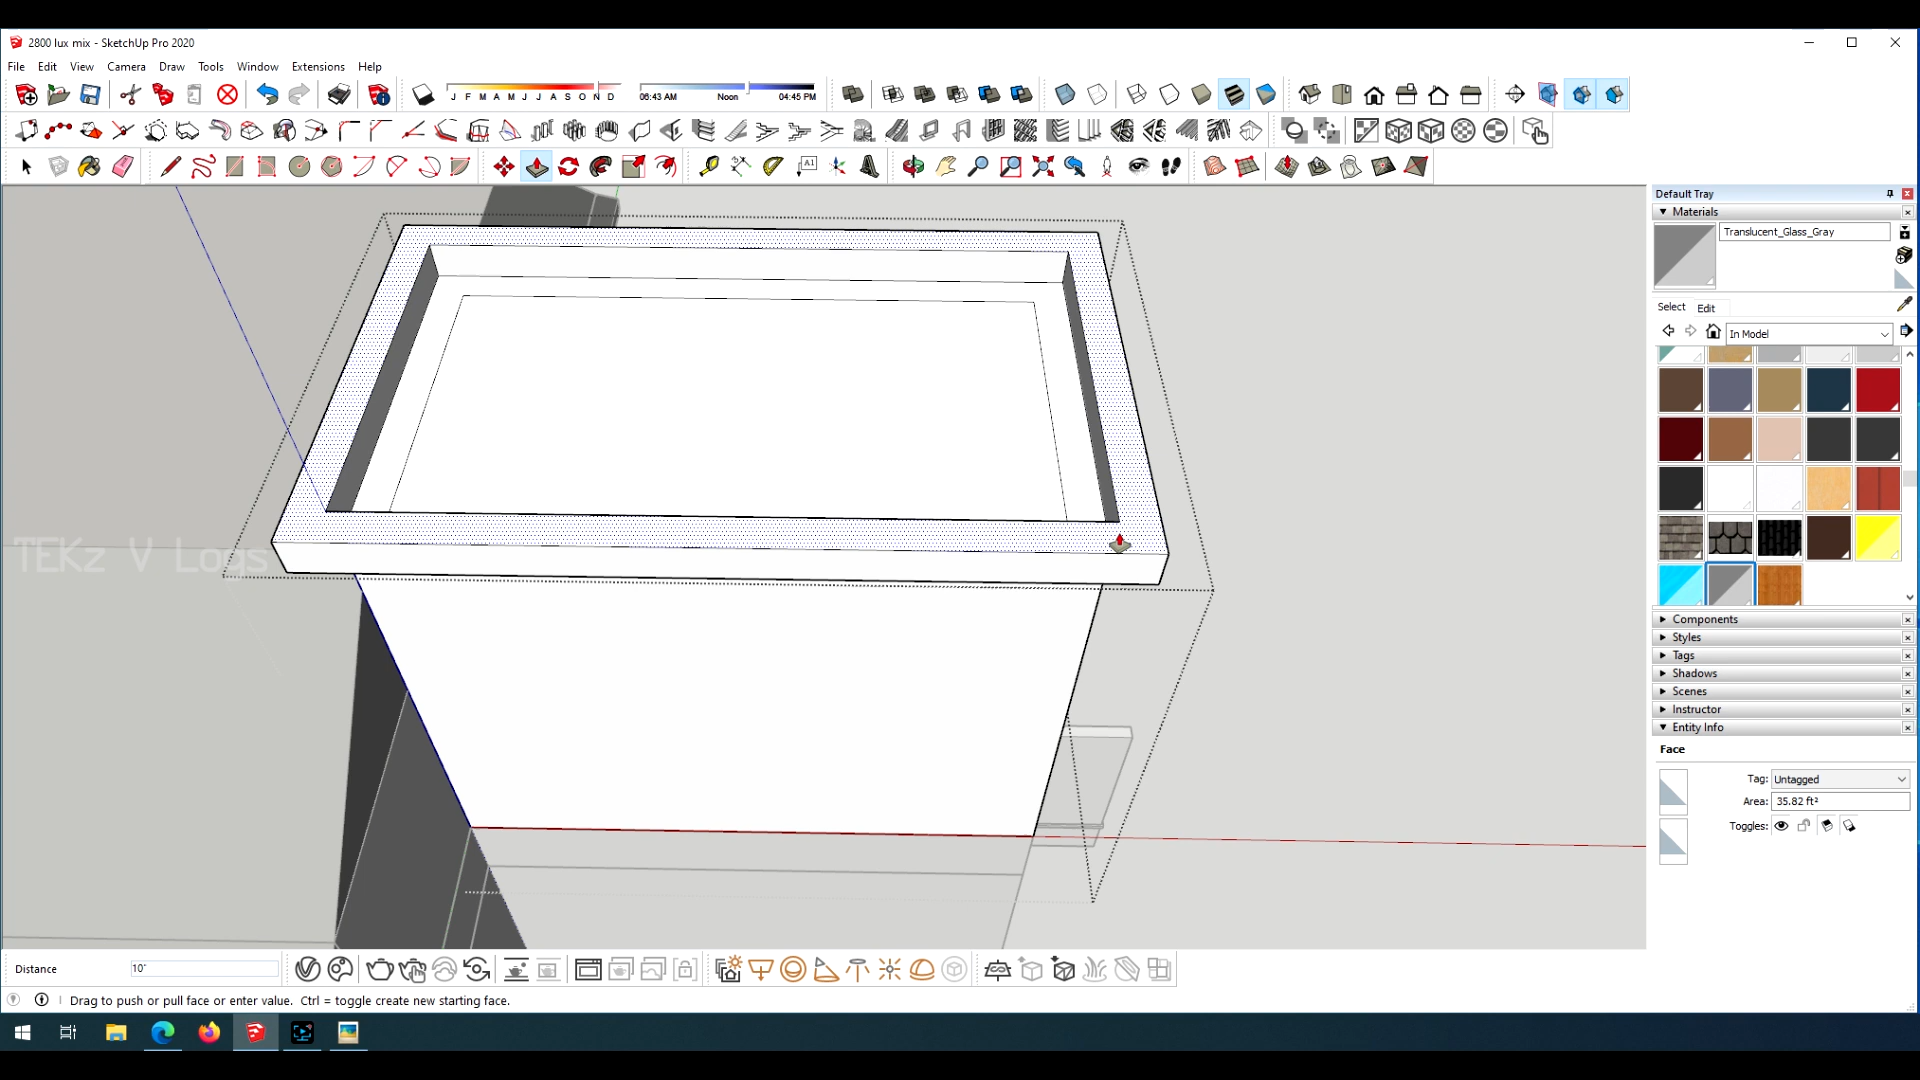 2800 lux mix - SketchUp Pro 2020
File Edit View Camera Draw Tools Window Extensions Help
J F M A M J J A S O N D
06:43 AM Noon 04:45 PM
A1
Default Tray
Materials
Translucent_Glass_Gray
Select Edit
In Model
TEKz V Logs
Components
Styles
Tags
Shadows
Scenes
Instructor
Entity Info
Face
Tag: Untagged
Area: 35.82 ft²
Toggles:
Distance 10"
Drag to push or pull face or enter value. Ctrl = toggle create new starting face.